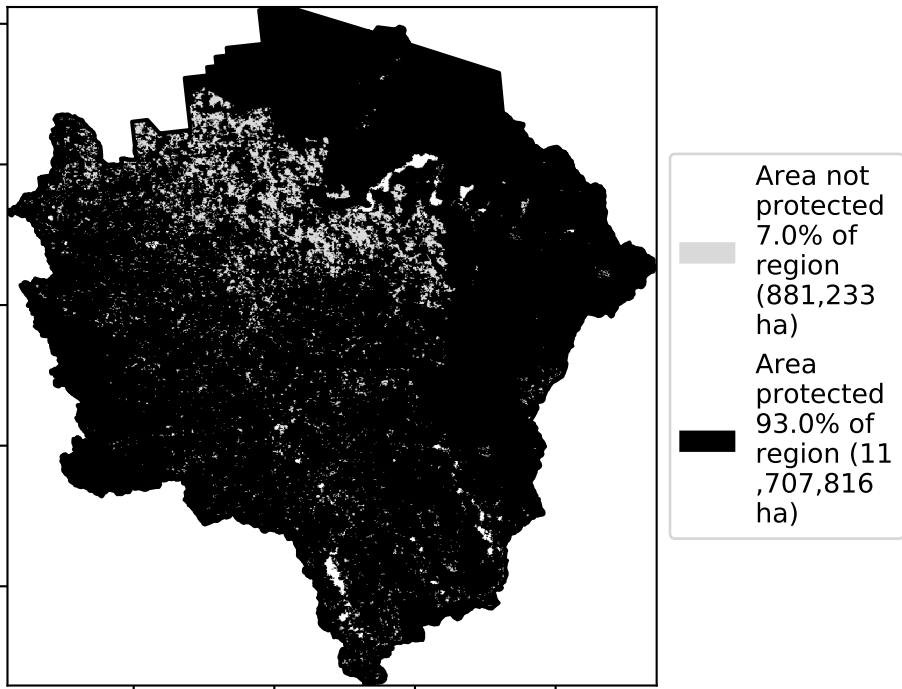 Area not
protected
7.0% of
region
(881,233
ha)
Area
protected
93.0% of
region (11
,707,816
ha)